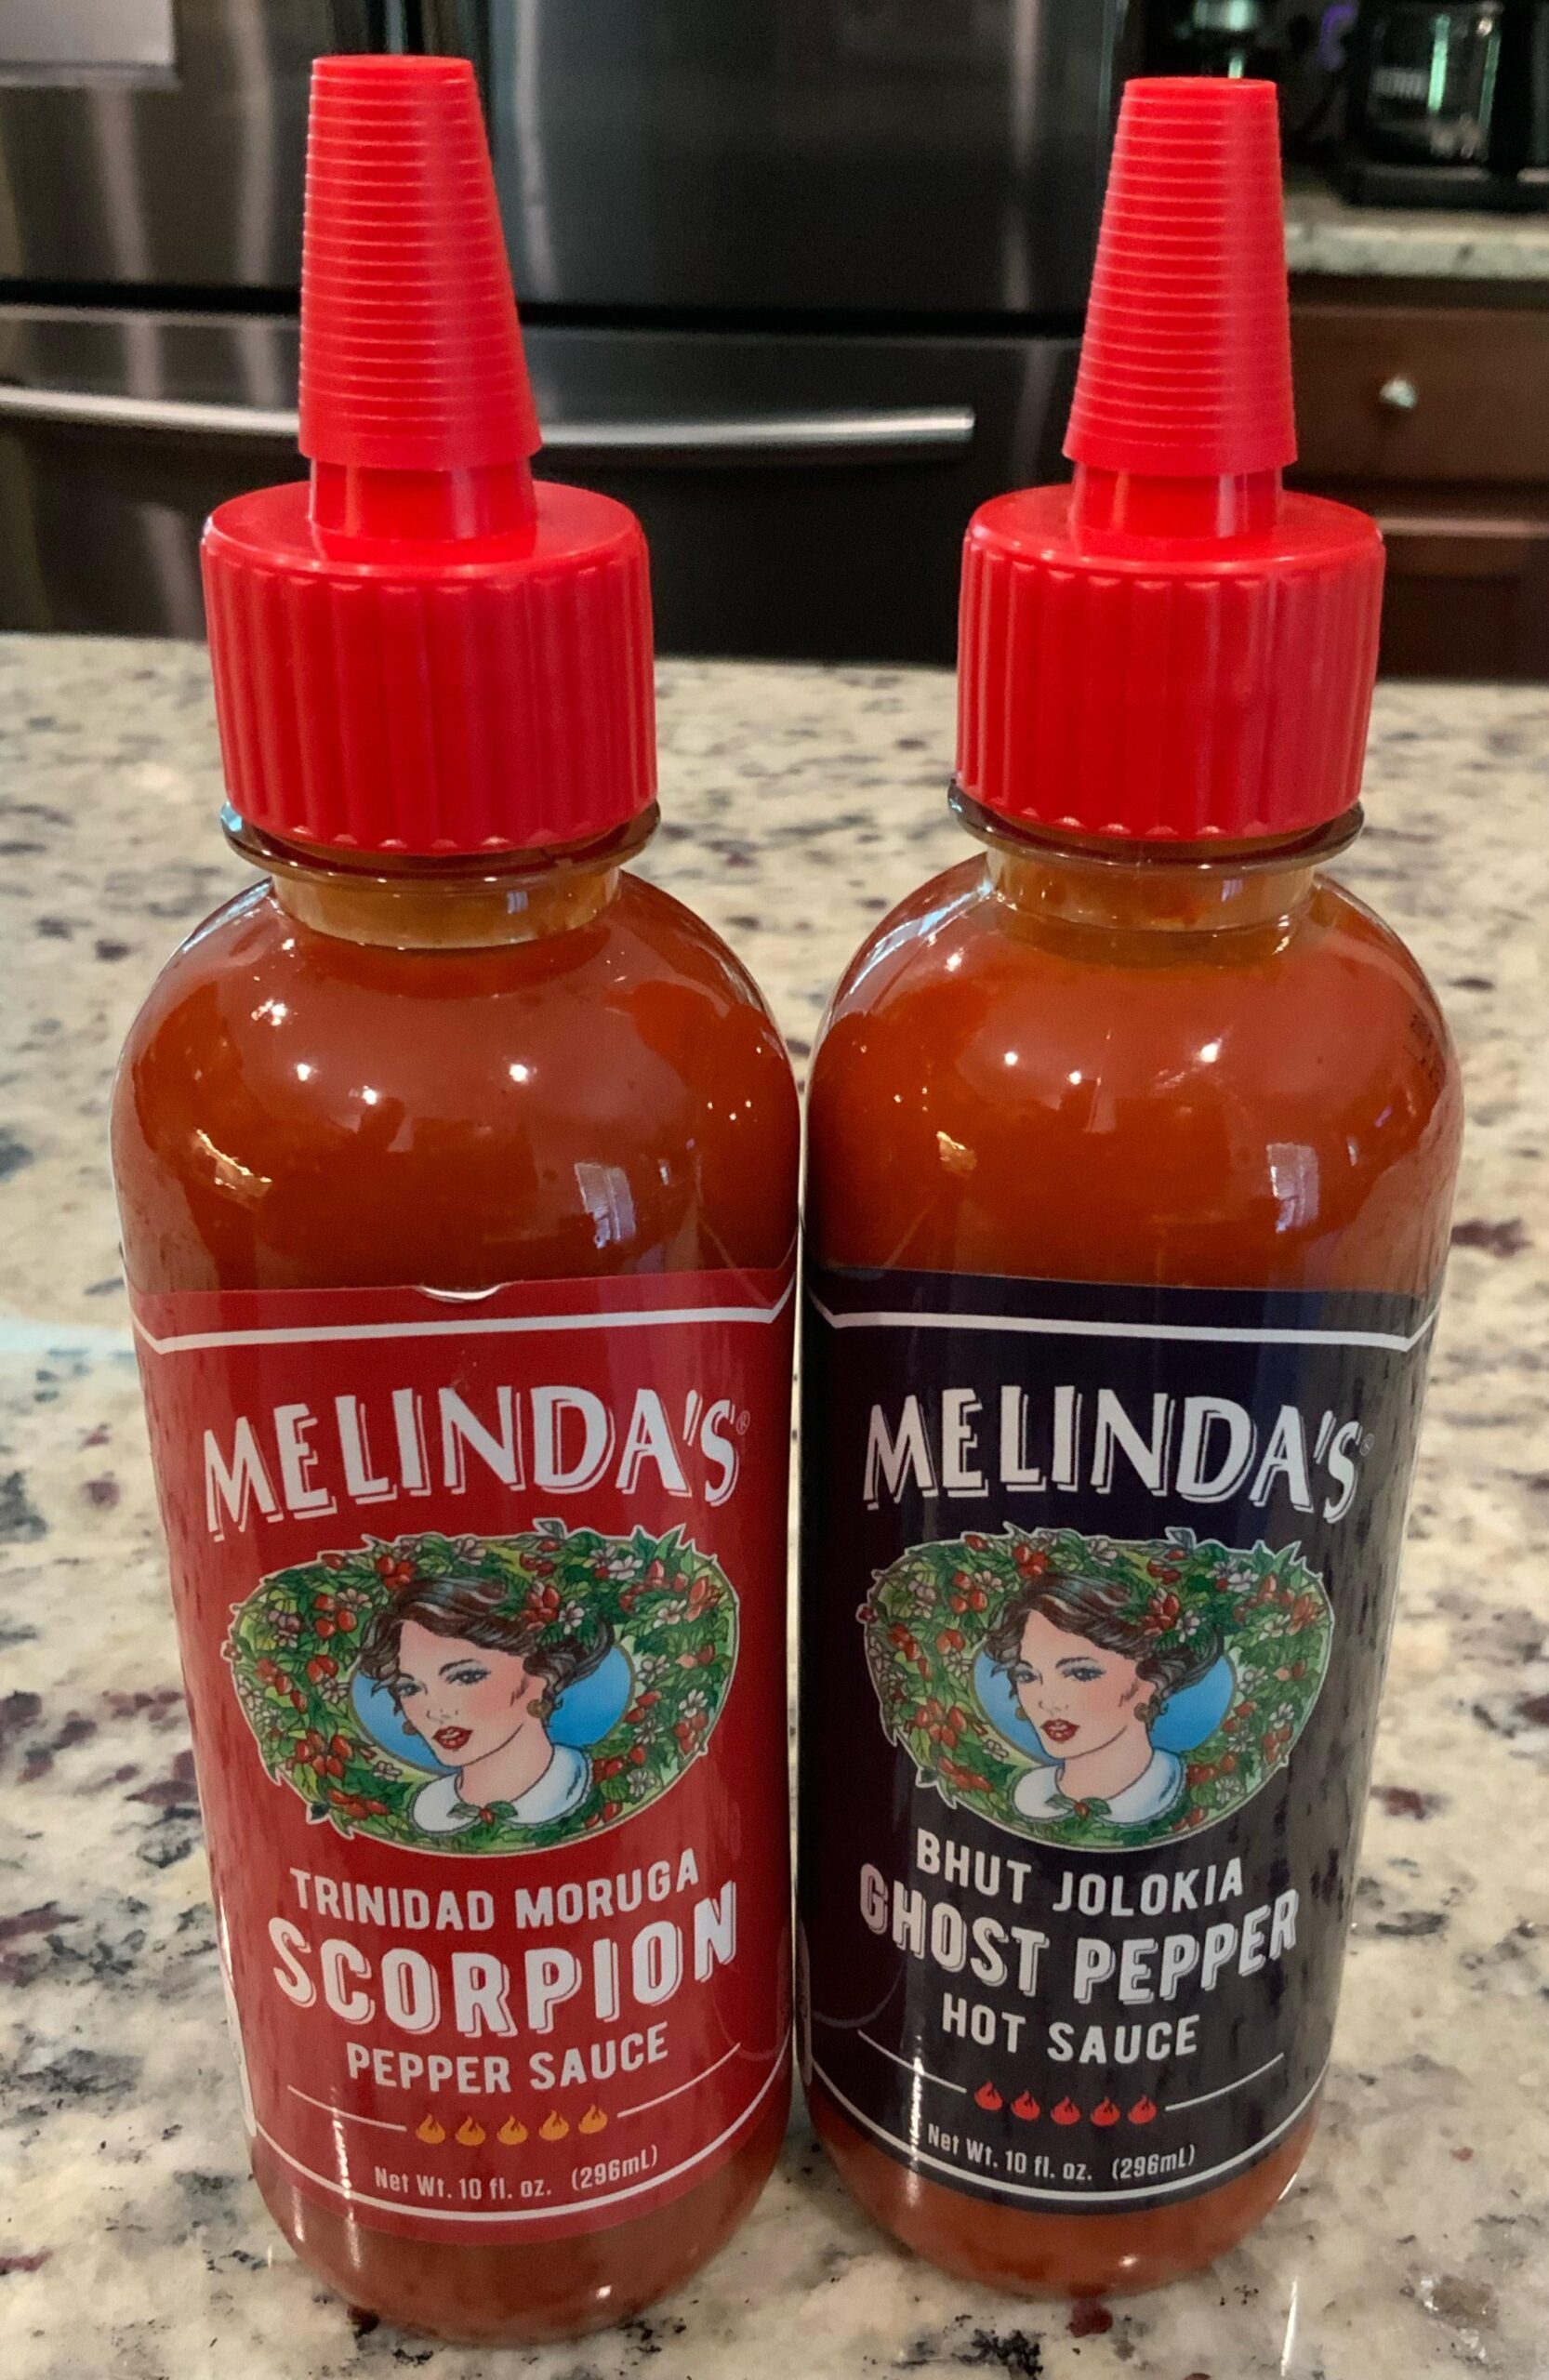 MELINDA'S®
TRINIDAD MORUGA
SCORPION
PEPPER SAUCE
Net Wt. 10 fl. oz. (296mL)
MELINDA'S®
BHUT JOLOKIA
GHOST PEPPER
HOT SAUCE
Net Wt. 10 fl. oz. (296mL)